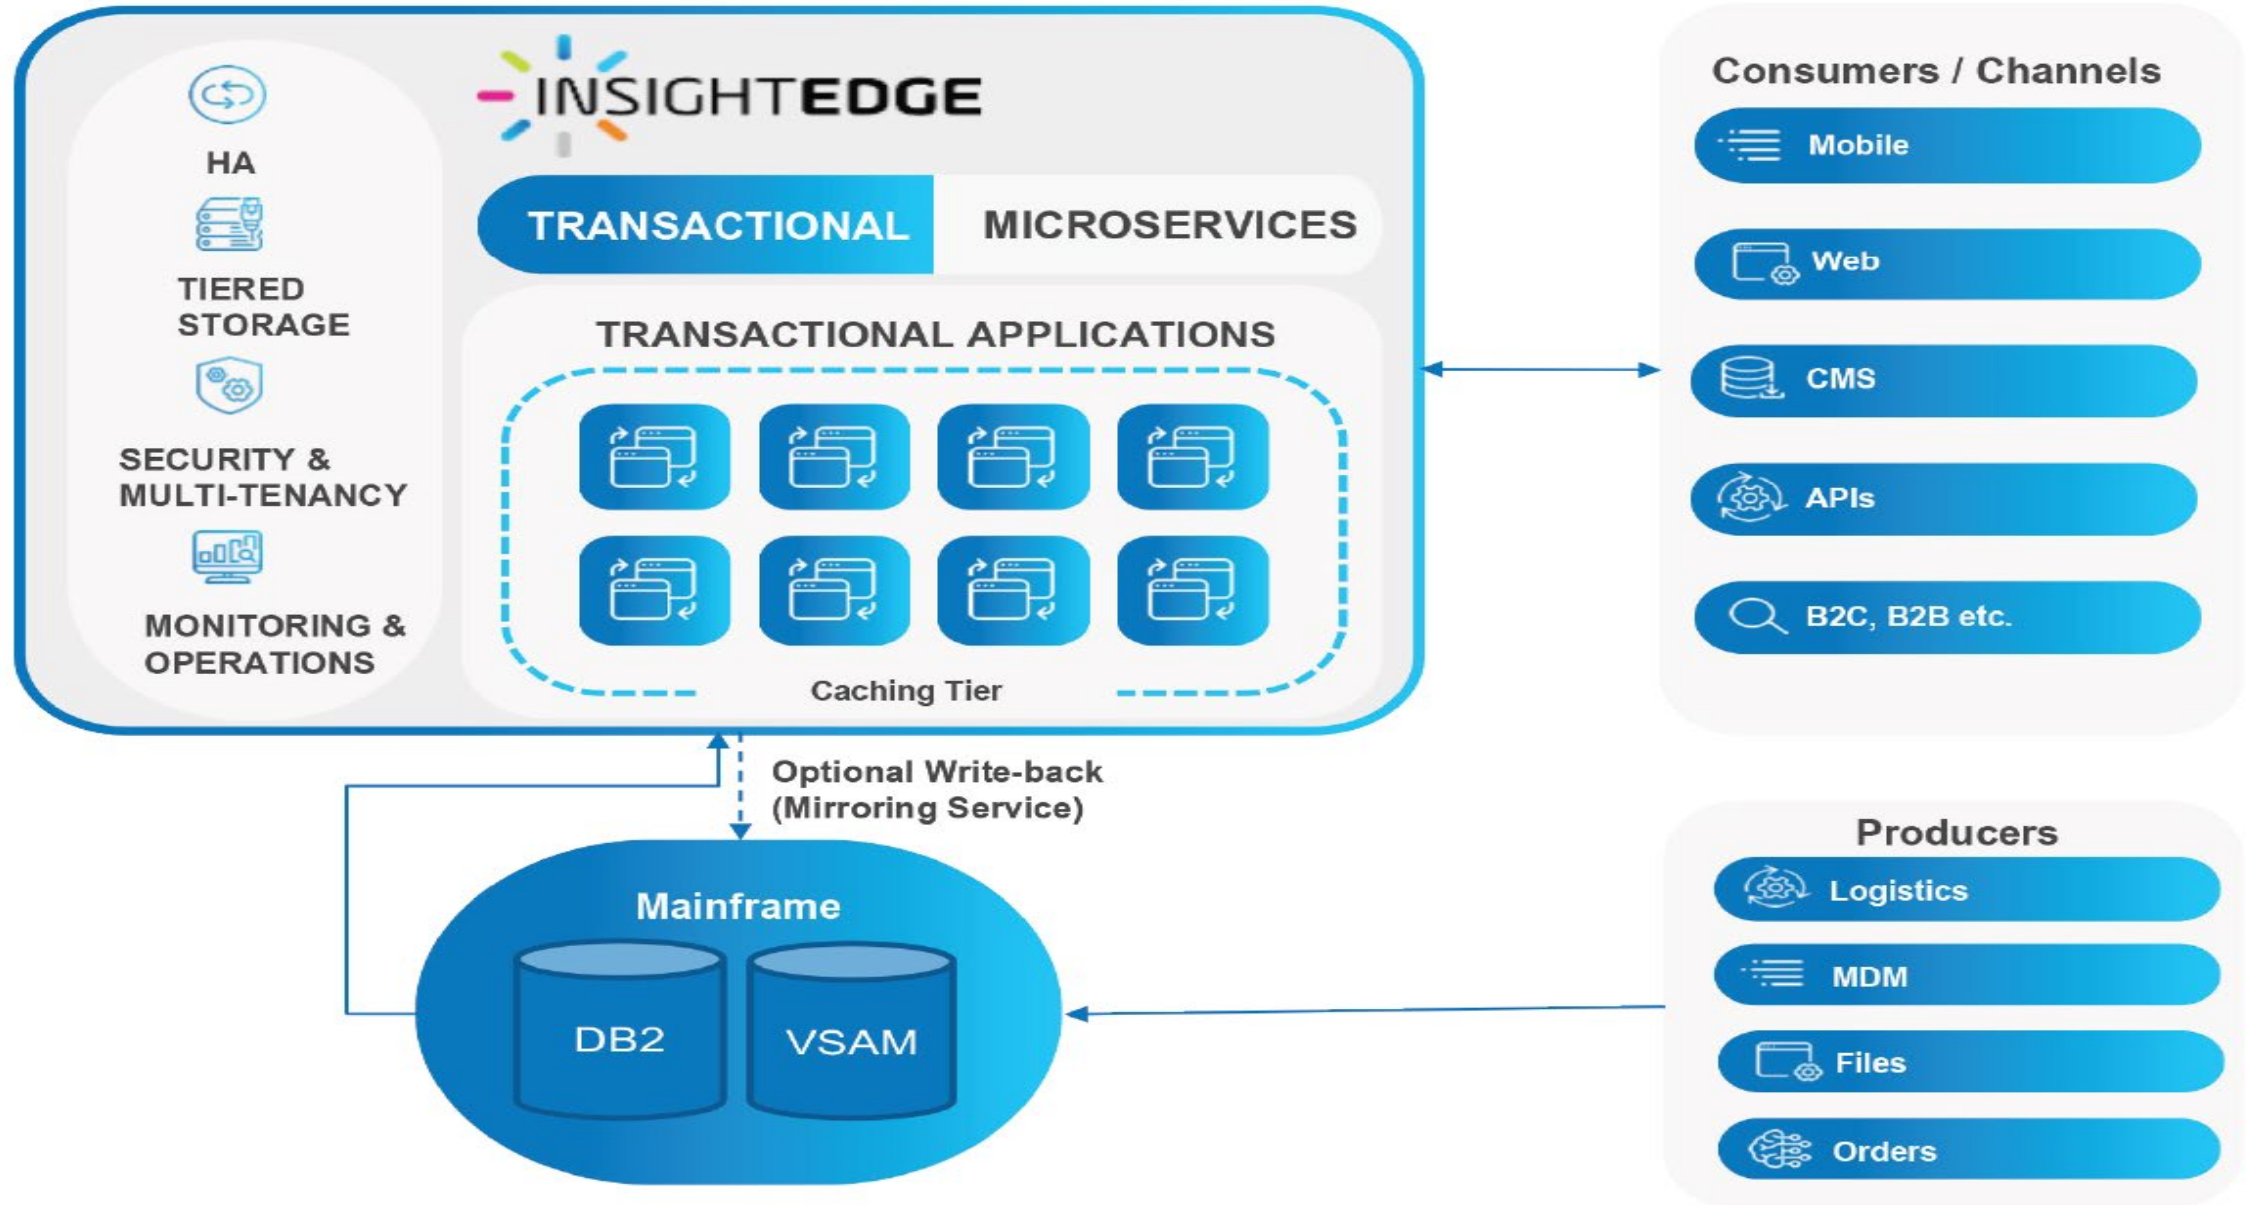 INSIGHTEDGE
HA
TIERED
STORAGE
SECURITY &
MULTI-TENANCY
MONITORING &
OPERATIONS
TRANSACTIONAL MICROSERVICES
TRANSACTIONAL APPLICATIONS
Caching Tier
Consumers / Channels
Mobile
Web
CMS
APIs
B2C, B2B etc.
Optional Write-back
(Mirroring Service)
Mainframe
DB2
VSAM
Producers
Logistics
MDM
Files
Orders